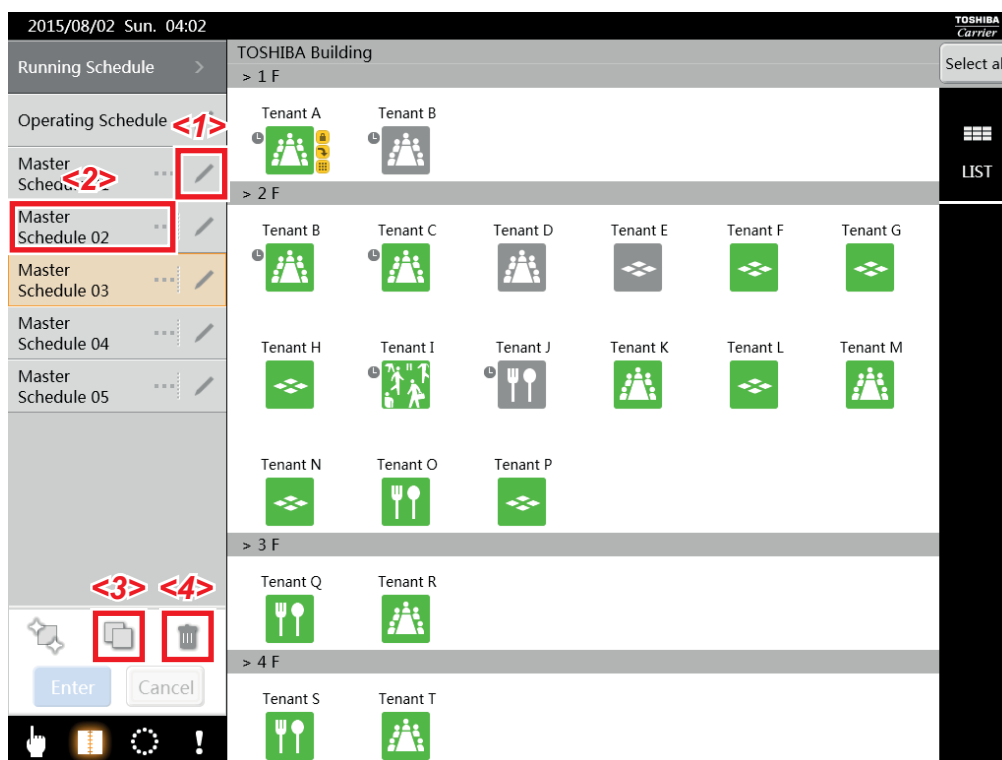 2015/08/02 Sun. 04:02
TOSHIBA
Carrier
Running Schedule >
TOSHIBA Building
> 1 F
Select al
Operating Schedule
<1>
Tenant A Tenant B
LIST
Master
<2>
> 2 F
Master
Schedule 02
Tenant B Tenant C Tenant D Tenant E Tenant F Tenant G
Master
Schedule 03
Master
Schedule 04
Tenant H Tenant I Tenant J Tenant K Tenant L Tenant M
Master
Schedule 05
Tenant N Tenant O Tenant P
> 3 F
<3> <4>
Tenant Q Tenant R
> 4 F
Enter Cancel
Tenant S Tenant T